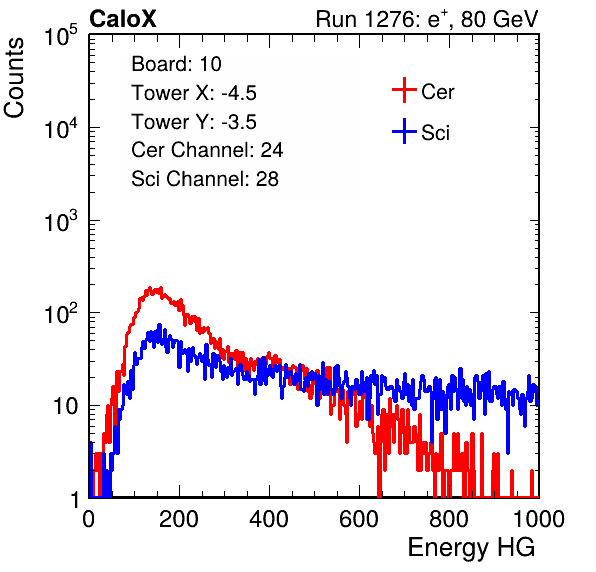 CaloX Run 1276: e⁺, 80 GeV
Counts
Board: 10
Tower X: -4.5
Tower Y: -3.5
Cer Channel: 24
Sci Channel: 28
Cer
Sci
10⁵
10⁴
10³
10²
10
1
0 200 400 600 800 1000
Energy HG